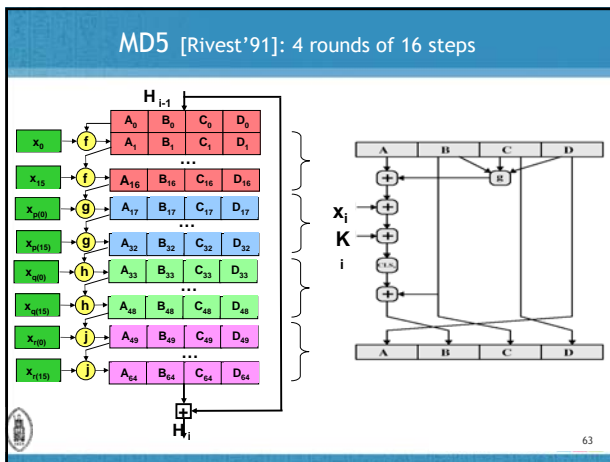 MD5 [Rivest’91]: 4 rounds of 16 steps
H i-1
A0 B0 C0 D0
x0 f A1 B1 C1 D1
...
x15 f A16 B16 C16 D16
xp(0) g A17 B17 C17 D17
...
xp(15) g A32 B32 C32 D32
xq(0) h A33 B33 C33 D33
...
xq(15) h A48 B48 C48 D48
xr(0) j A49 B49 C49 D49
...
xr(15) j A64 B64 C64 D64
+
H i
A B C D
+ g
xi +
K +
i
CLS
+
A B C D
63